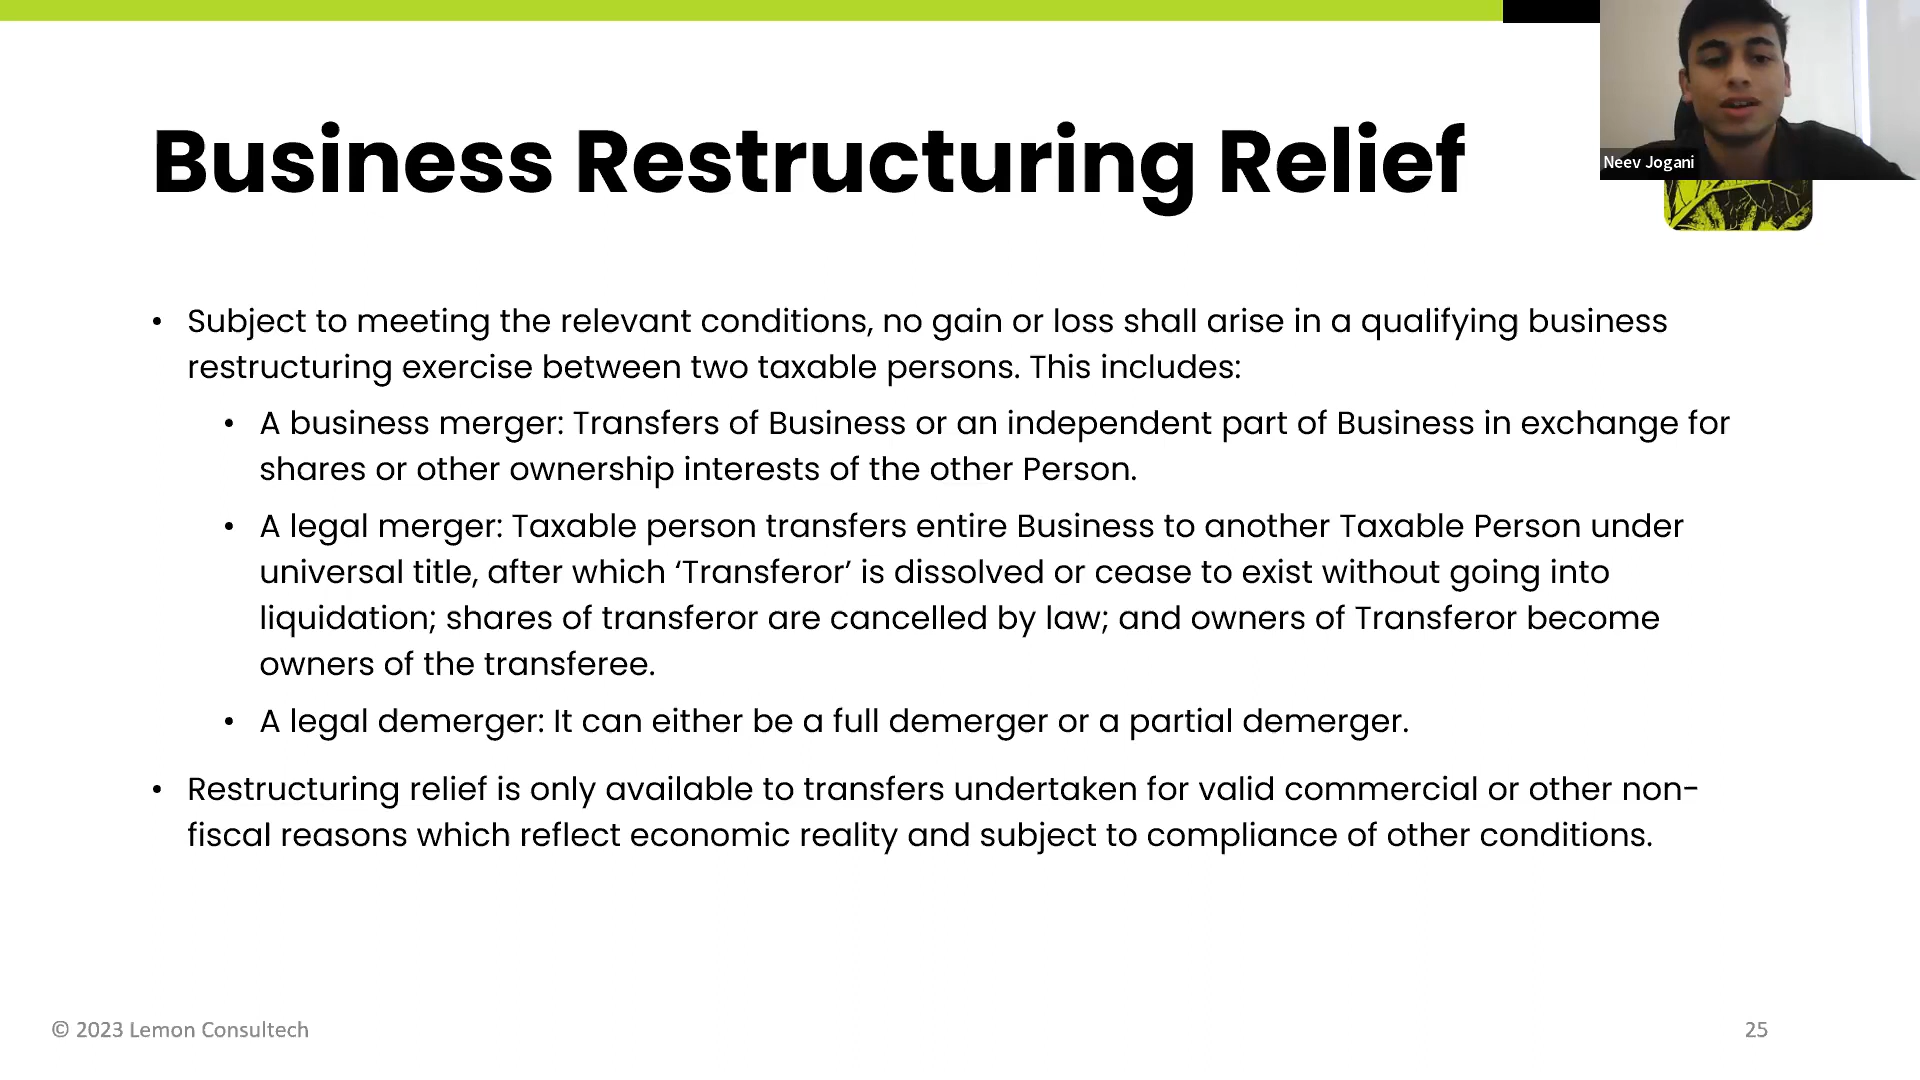 Business Restructuring Relief
Neev Jogani
• Subject to meeting the relevant conditions, no gain or loss shall arise in a qualifying business
restructuring exercise between two taxable persons. This includes:
• A business merger: Transfers of Business or an independent part of Business in exchange for
shares or other ownership interests of the other Person.
• A legal merger: Taxable person transfers entire Business to another Taxable Person under
universal title, after which ‘Transferor’ is dissolved or cease to exist without going into
liquidation; shares of transferor are cancelled by law; and owners of Transferor become
owners of the transferee.
• A legal demerger: It can either be a full demerger or a partial demerger.
• Restructuring relief is only available to transfers undertaken for valid commercial or other non-
fiscal reasons which reflect economic reality and subject to compliance of other conditions.
© 2023 Lemon Consultech
25